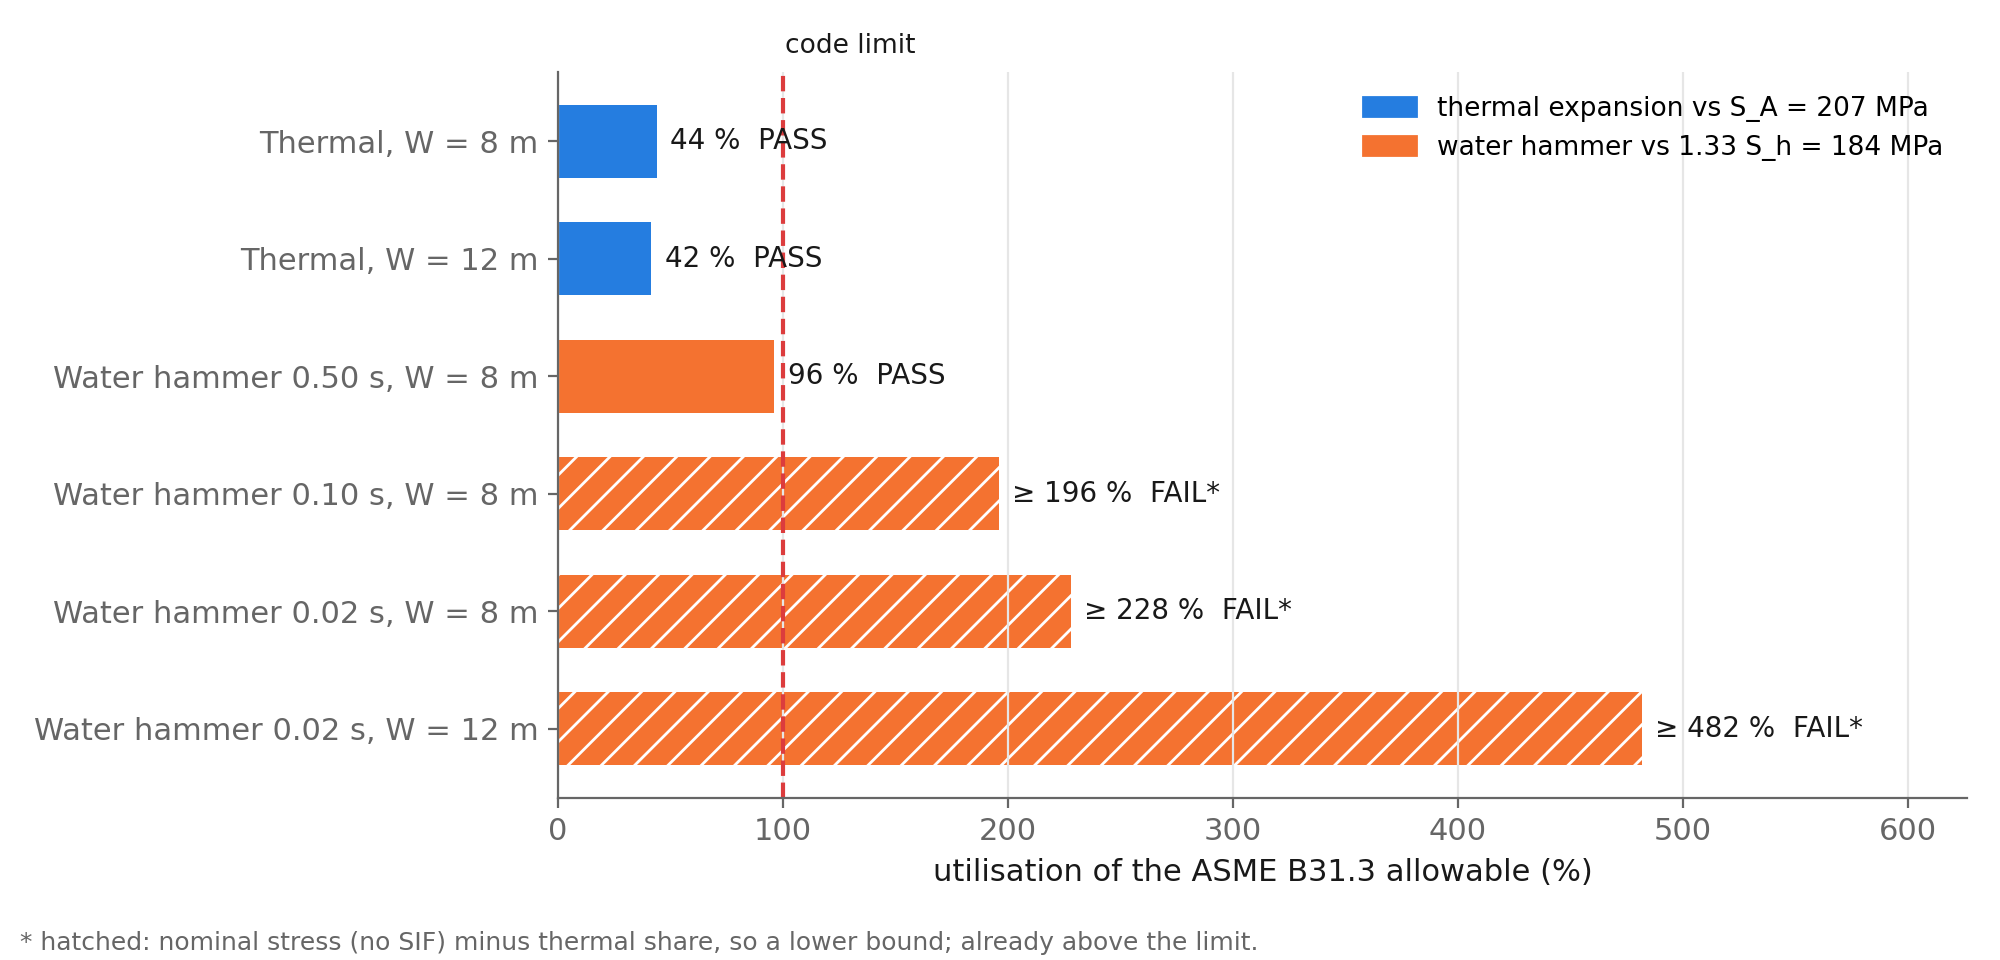 code limit
thermal expansion vs S_A = 207 MPa
water hammer vs 1.33 S_h = 184 MPa
Thermal, W = 8 m 44 % PASS
Thermal, W = 12 m 42 % PASS
Water hammer 0.50 s, W = 8 m 96 % PASS
Water hammer 0.10 s, W = 8 m ≥ 196 % FAIL*
Water hammer 0.02 s, W = 8 m ≥ 228 % FAIL*
Water hammer 0.02 s, W = 12 m ≥ 482 % FAIL*
0 100 200 300 400 500 600
utilisation of the ASME B31.3 allowable (%)
* hatched: nominal stress (no SIF) minus thermal share, so a lower bound; already above the limit.